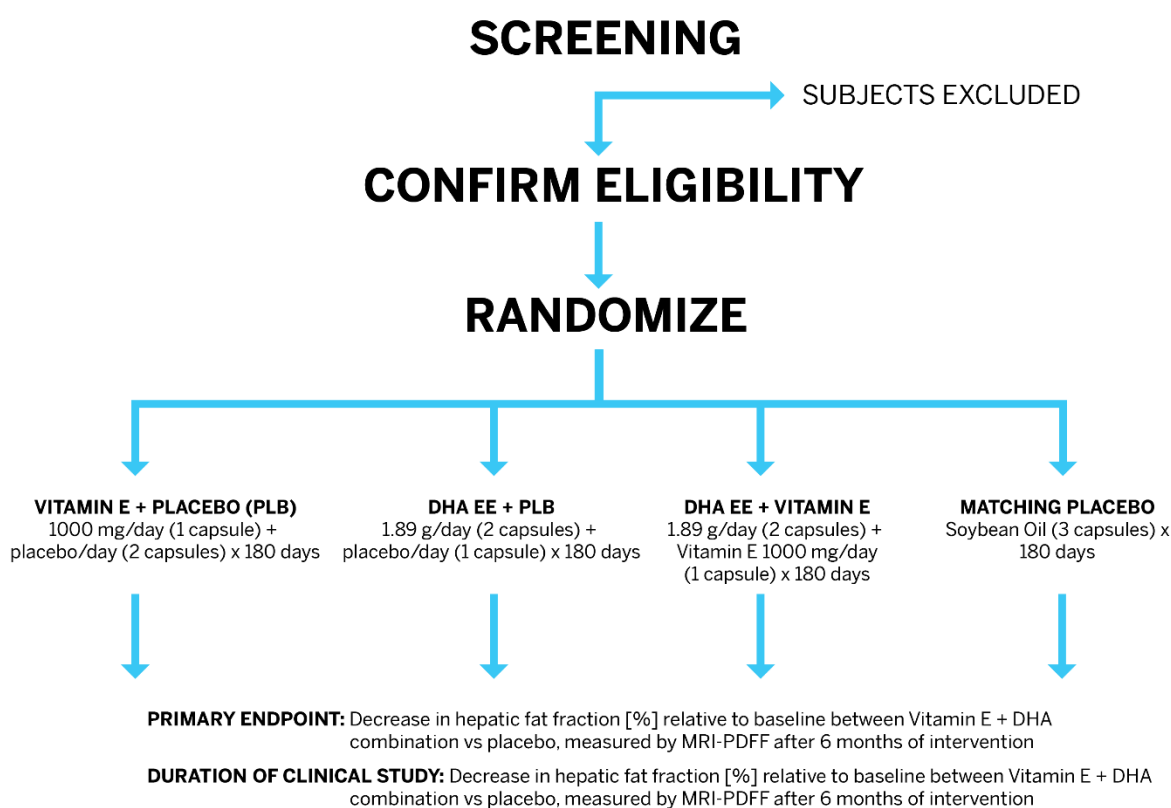 SCREENING
SUBJECTS EXCLUDED
CONFIRM ELIGIBILITY
RANDOMIZE
VITAMIN E + PLACEBO (PLB)
1000 mg/day (1 capsule) +
placebo/day (2 capsules) x 180 days
DHA EE + PLB
1.89 g/day (2 capsules) +
placebo/day (1 capsule) x 180 days
DHA EE + VITAMIN E
1.89 g/day (2 capsules) +
Vitamin E 1000 mg/day
(1 capsule) x 180 days
MATCHING PLACEBO
Soybean Oil (3 capsules) x
180 days
PRIMARY ENDPOINT: Decrease in hepatic fat fraction [%] relative to baseline between Vitamin E + DHA
combination vs placebo, measured by MRI-PDFF after 6 months of intervention
DURATION OF CLINICAL STUDY: Decrease in hepatic fat fraction [%] relative to baseline between Vitamin E + DHA
combination vs placebo, measured by MRI-PDFF after 6 months of intervention